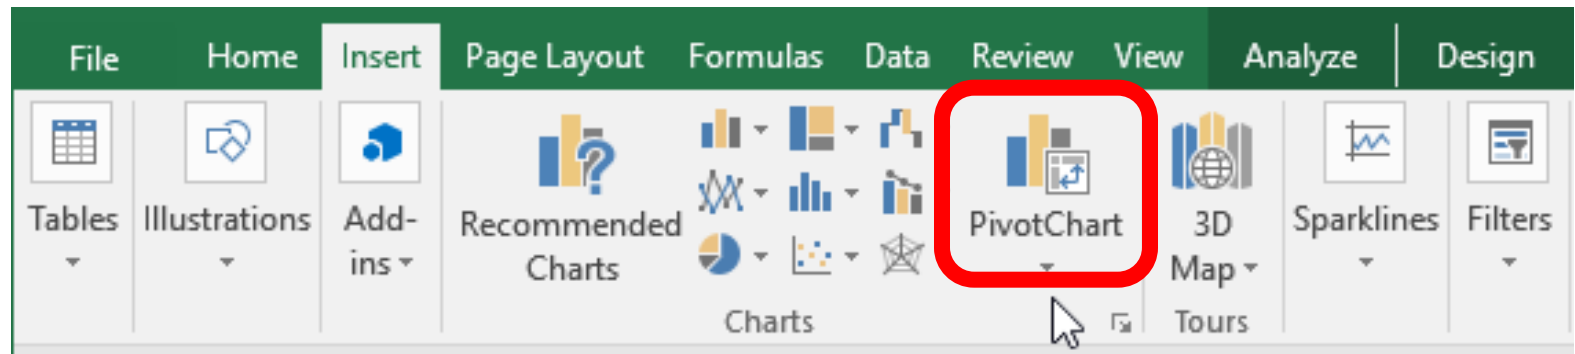 File Home Insert Page Layout Formulas Data Review View Analyze Design
Tables Illustrations Add-ins Recommended Charts PivotChart 3D Map Sparklines Filters
Charts Tours